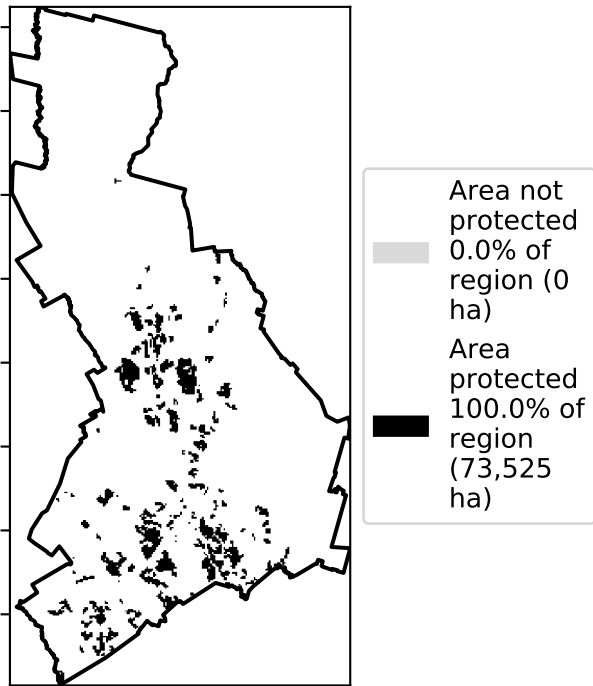 Area not
protected
0.0% of
region (0
ha)
Area
protected
100.0% of
region
(73,525
ha)